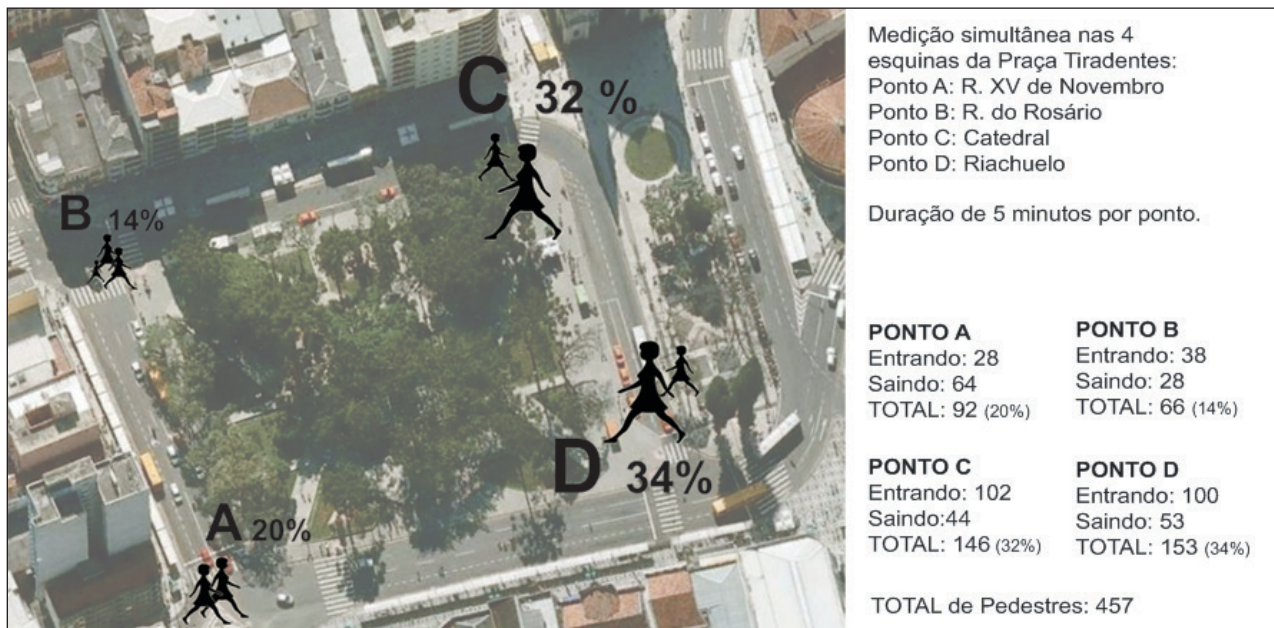 C 32 %
B 14%
D 34%
A 20%
Medição simultânea nas 4
esquinas da Praça Tiradentes:
Ponto A: R. XV de Novembro
Ponto B: R. do Rosário
Ponto C: Catedral
Ponto D: Riachuelo
Duração de 5 minutos por ponto.
PONTO A
Entrando: 28
Saindo: 64
TOTAL: 92 (20%)
PONTO B
Entrando: 38
Saindo: 28
TOTAL: 66 (14%)
PONTO C
Entrando: 102
Saindo:44
TOTAL: 146 (32%)
PONTO D
Entrando: 100
Saindo: 53
TOTAL: 153 (34%)
TOTAL de Pedestres: 457